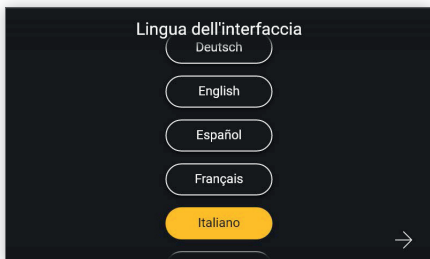 Lingua dell'interfaccia
Deutsch
English
Español
Français
Italiano